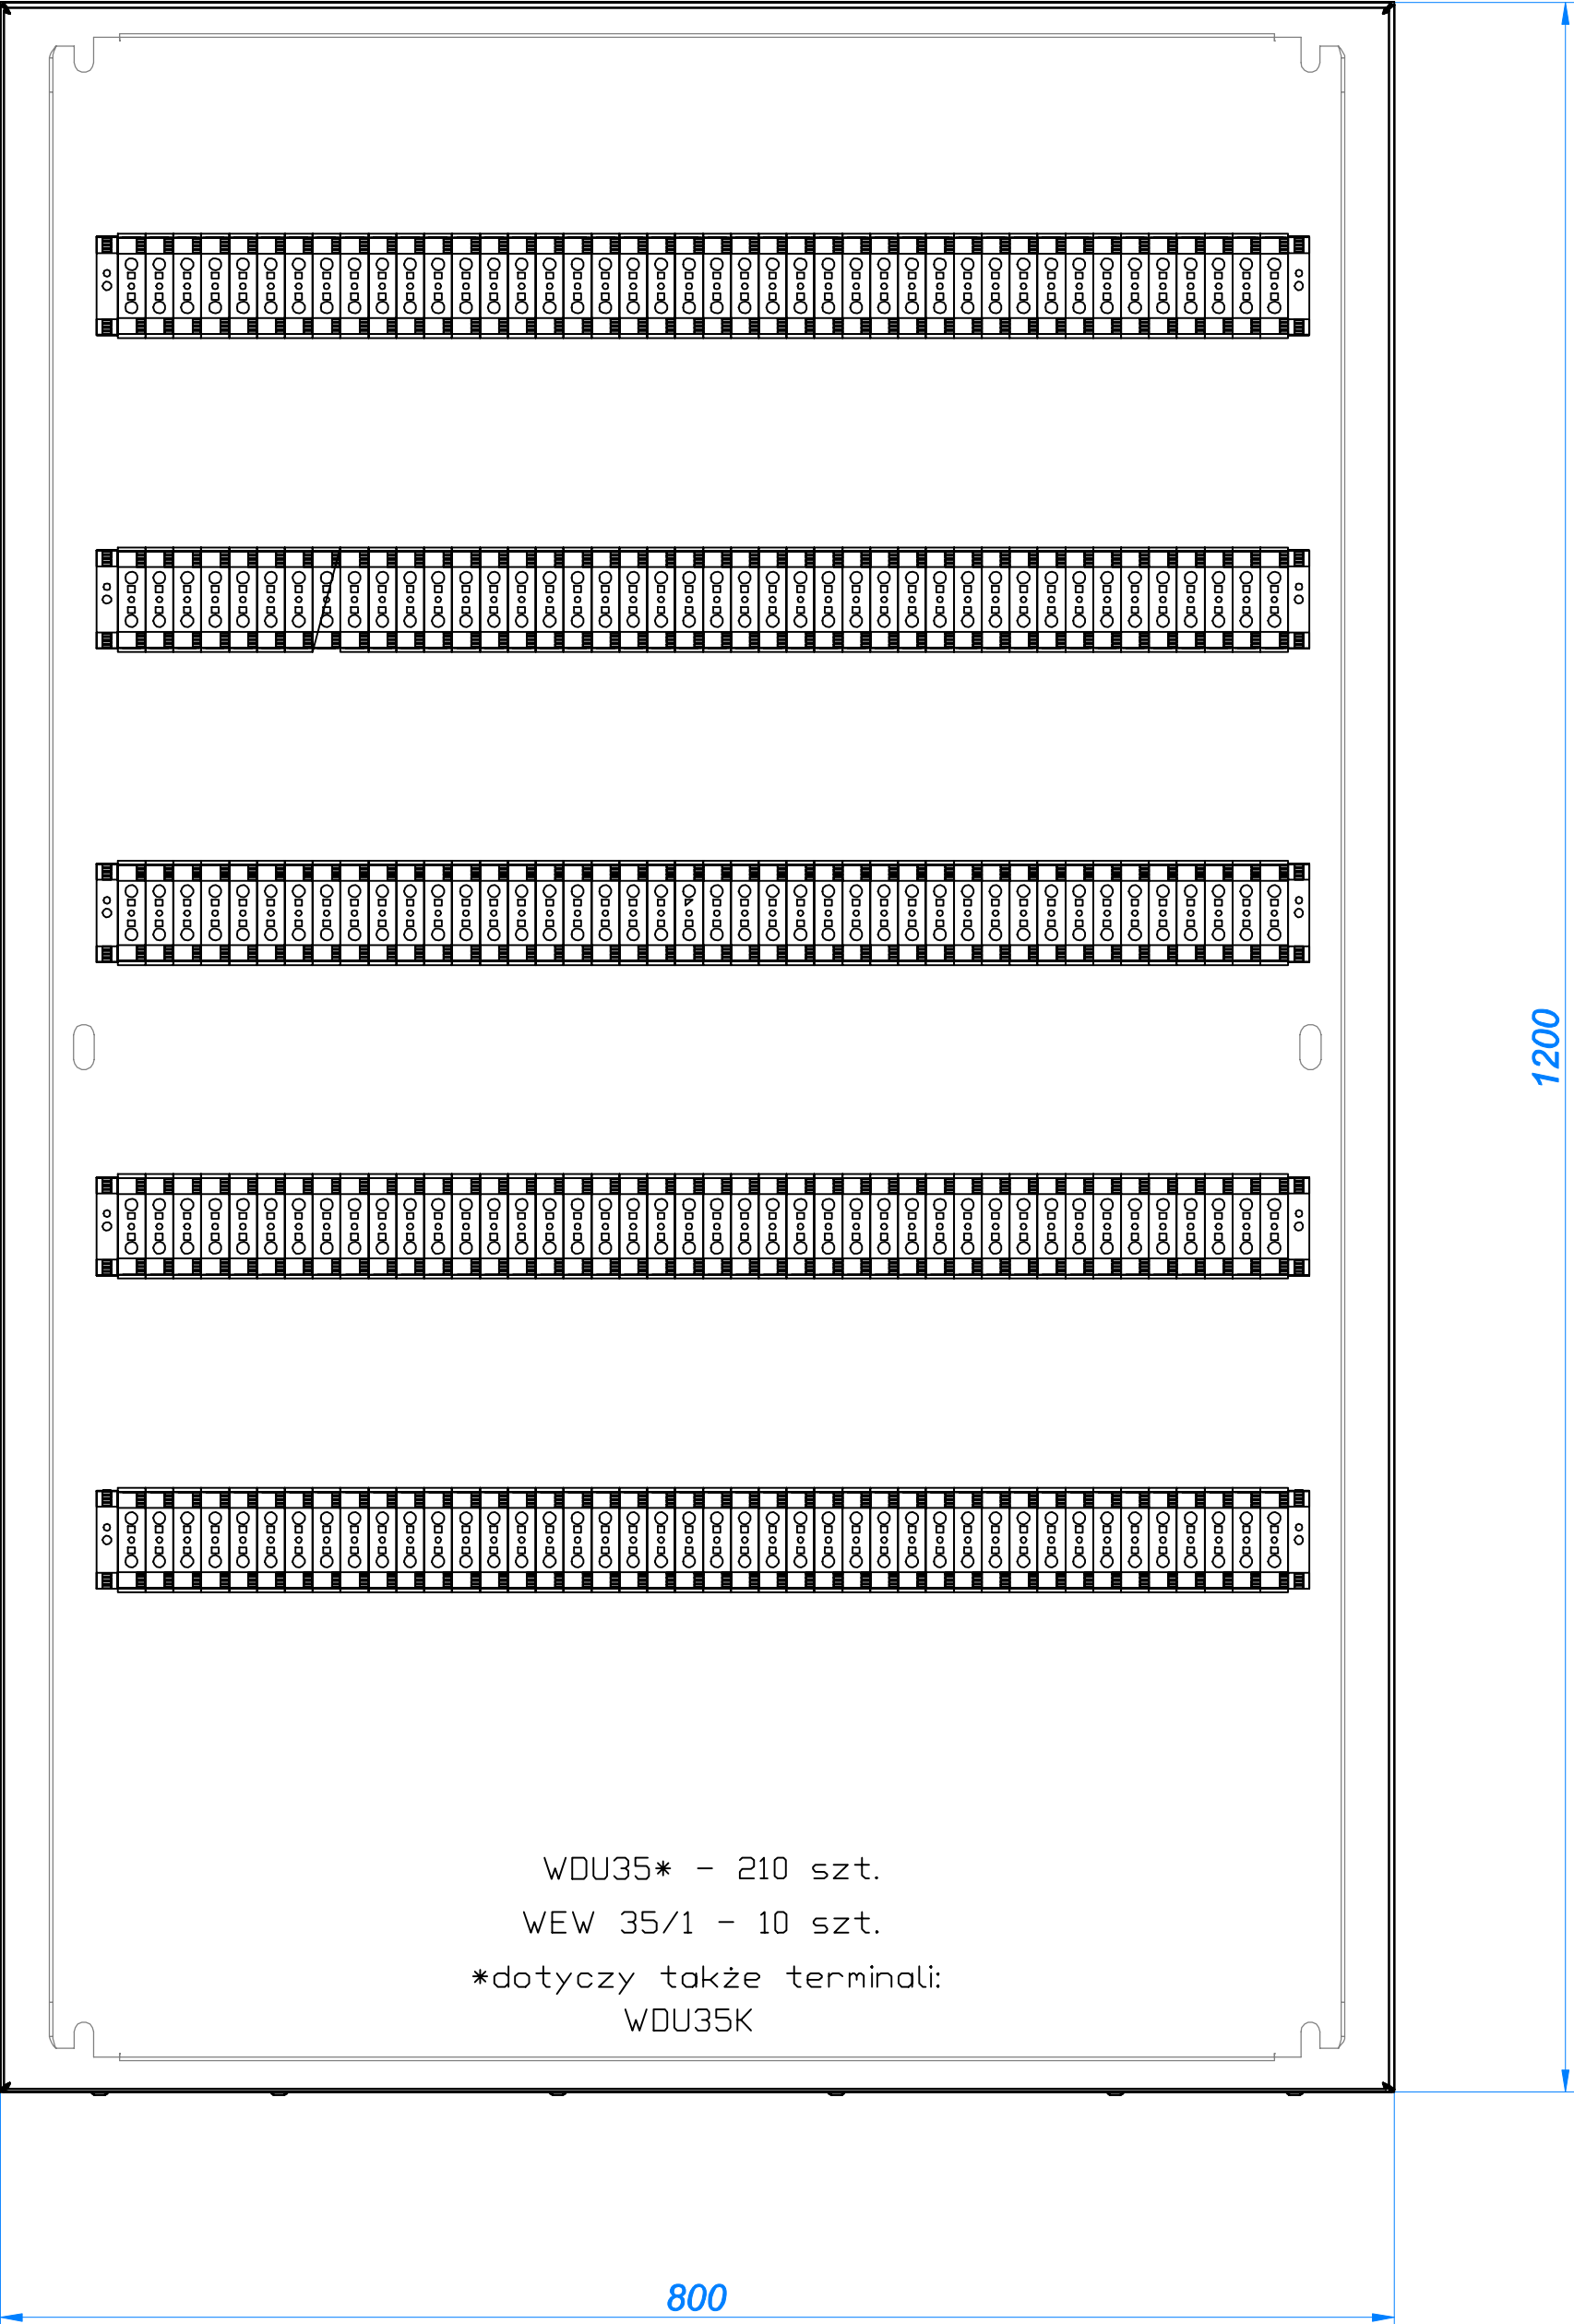 1200
WDU35* - 210 szt.
WEW 35/1 - 10 szt.
*dotyczy także terminali:
WDU35K
800